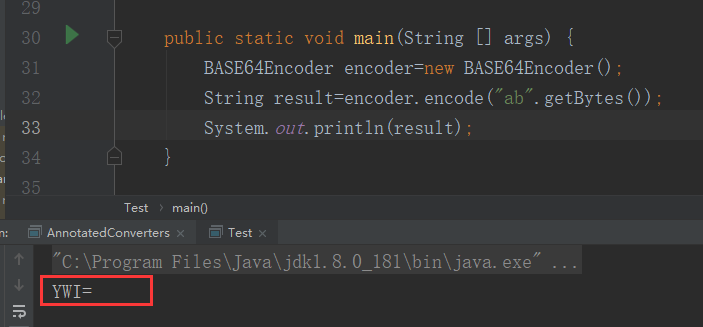 29
30 public static void main(String [] args) {
31 BASE64Encoder encoder=new BASE64Encoder();
32 String result=encoder.encode("ab".getBytes());
33 System.out.println(result);
34 }
35
Test › main()
n: AnnotatedConverters × Test ×
"C:\Program Files\Java\jdk1.8.0_181\bin\java.exe" ...
YWI=